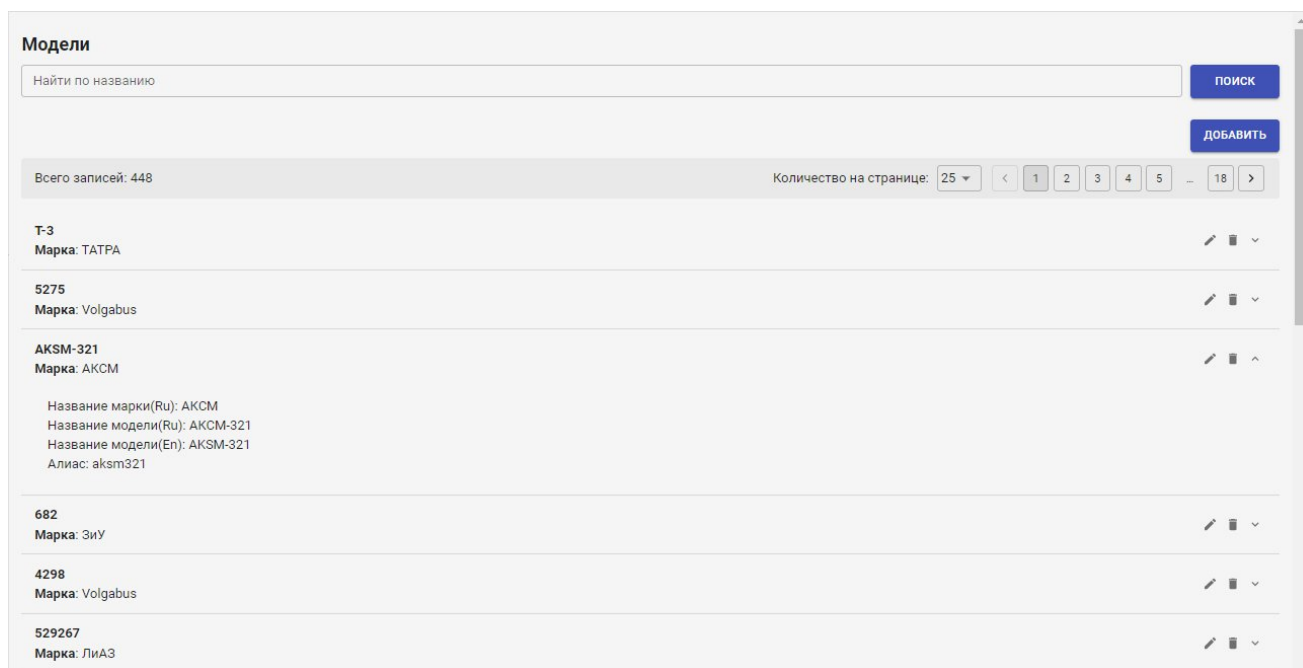 Модели
Найти по названию
ПОИСК
ДОБАВИТЬ
Всего записей: 448 Количество на странице: 25 < 1 2 3 4 5 ... 18 >
Т-3
Марка: ТАТРА
5275
Марка: Volgabus
AKSM-321
Марка: АКСМ
Название марки(Ru): АКСМ
Название модели(Ru): АКСМ-321
Название модели(En): AKSM-321
Алиас: aksm321
682
Марка: ЗиУ
4298
Марка: Volgabus
529267
Марка: ЛиАЗ